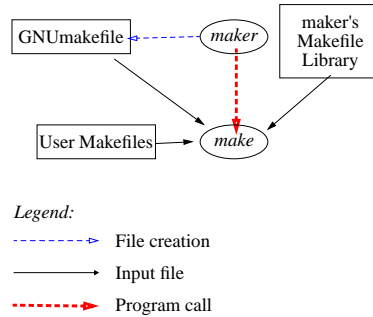 GNUmakefile
maker
maker's
Makefile
Library
User Makefiles
make
Legend:
File creation
Input file
Program call